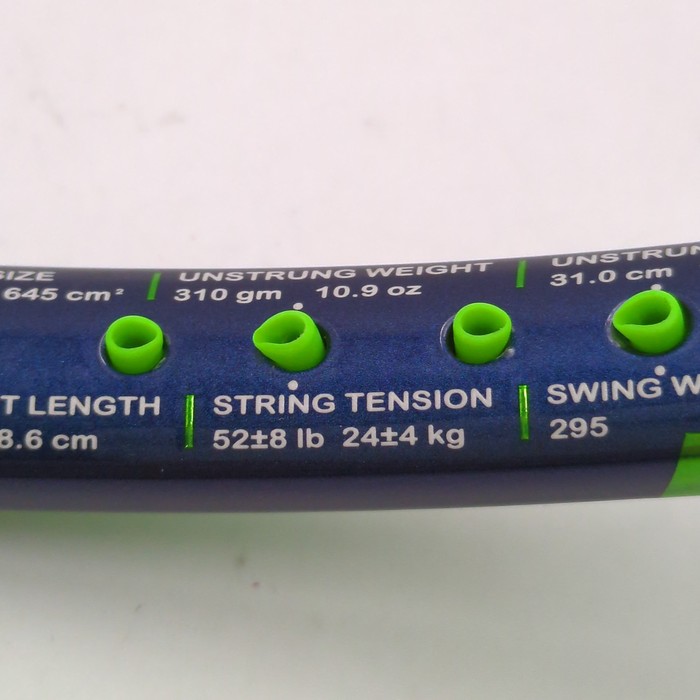 SIZE UNSTRUNG WEIGHT UNSTRUN
645 cm² 310 gm 10.9 oz 31.0 cm
T LENGTH STRING TENSION SWING W
8.6 cm 52±8 lb 24±4 kg 295